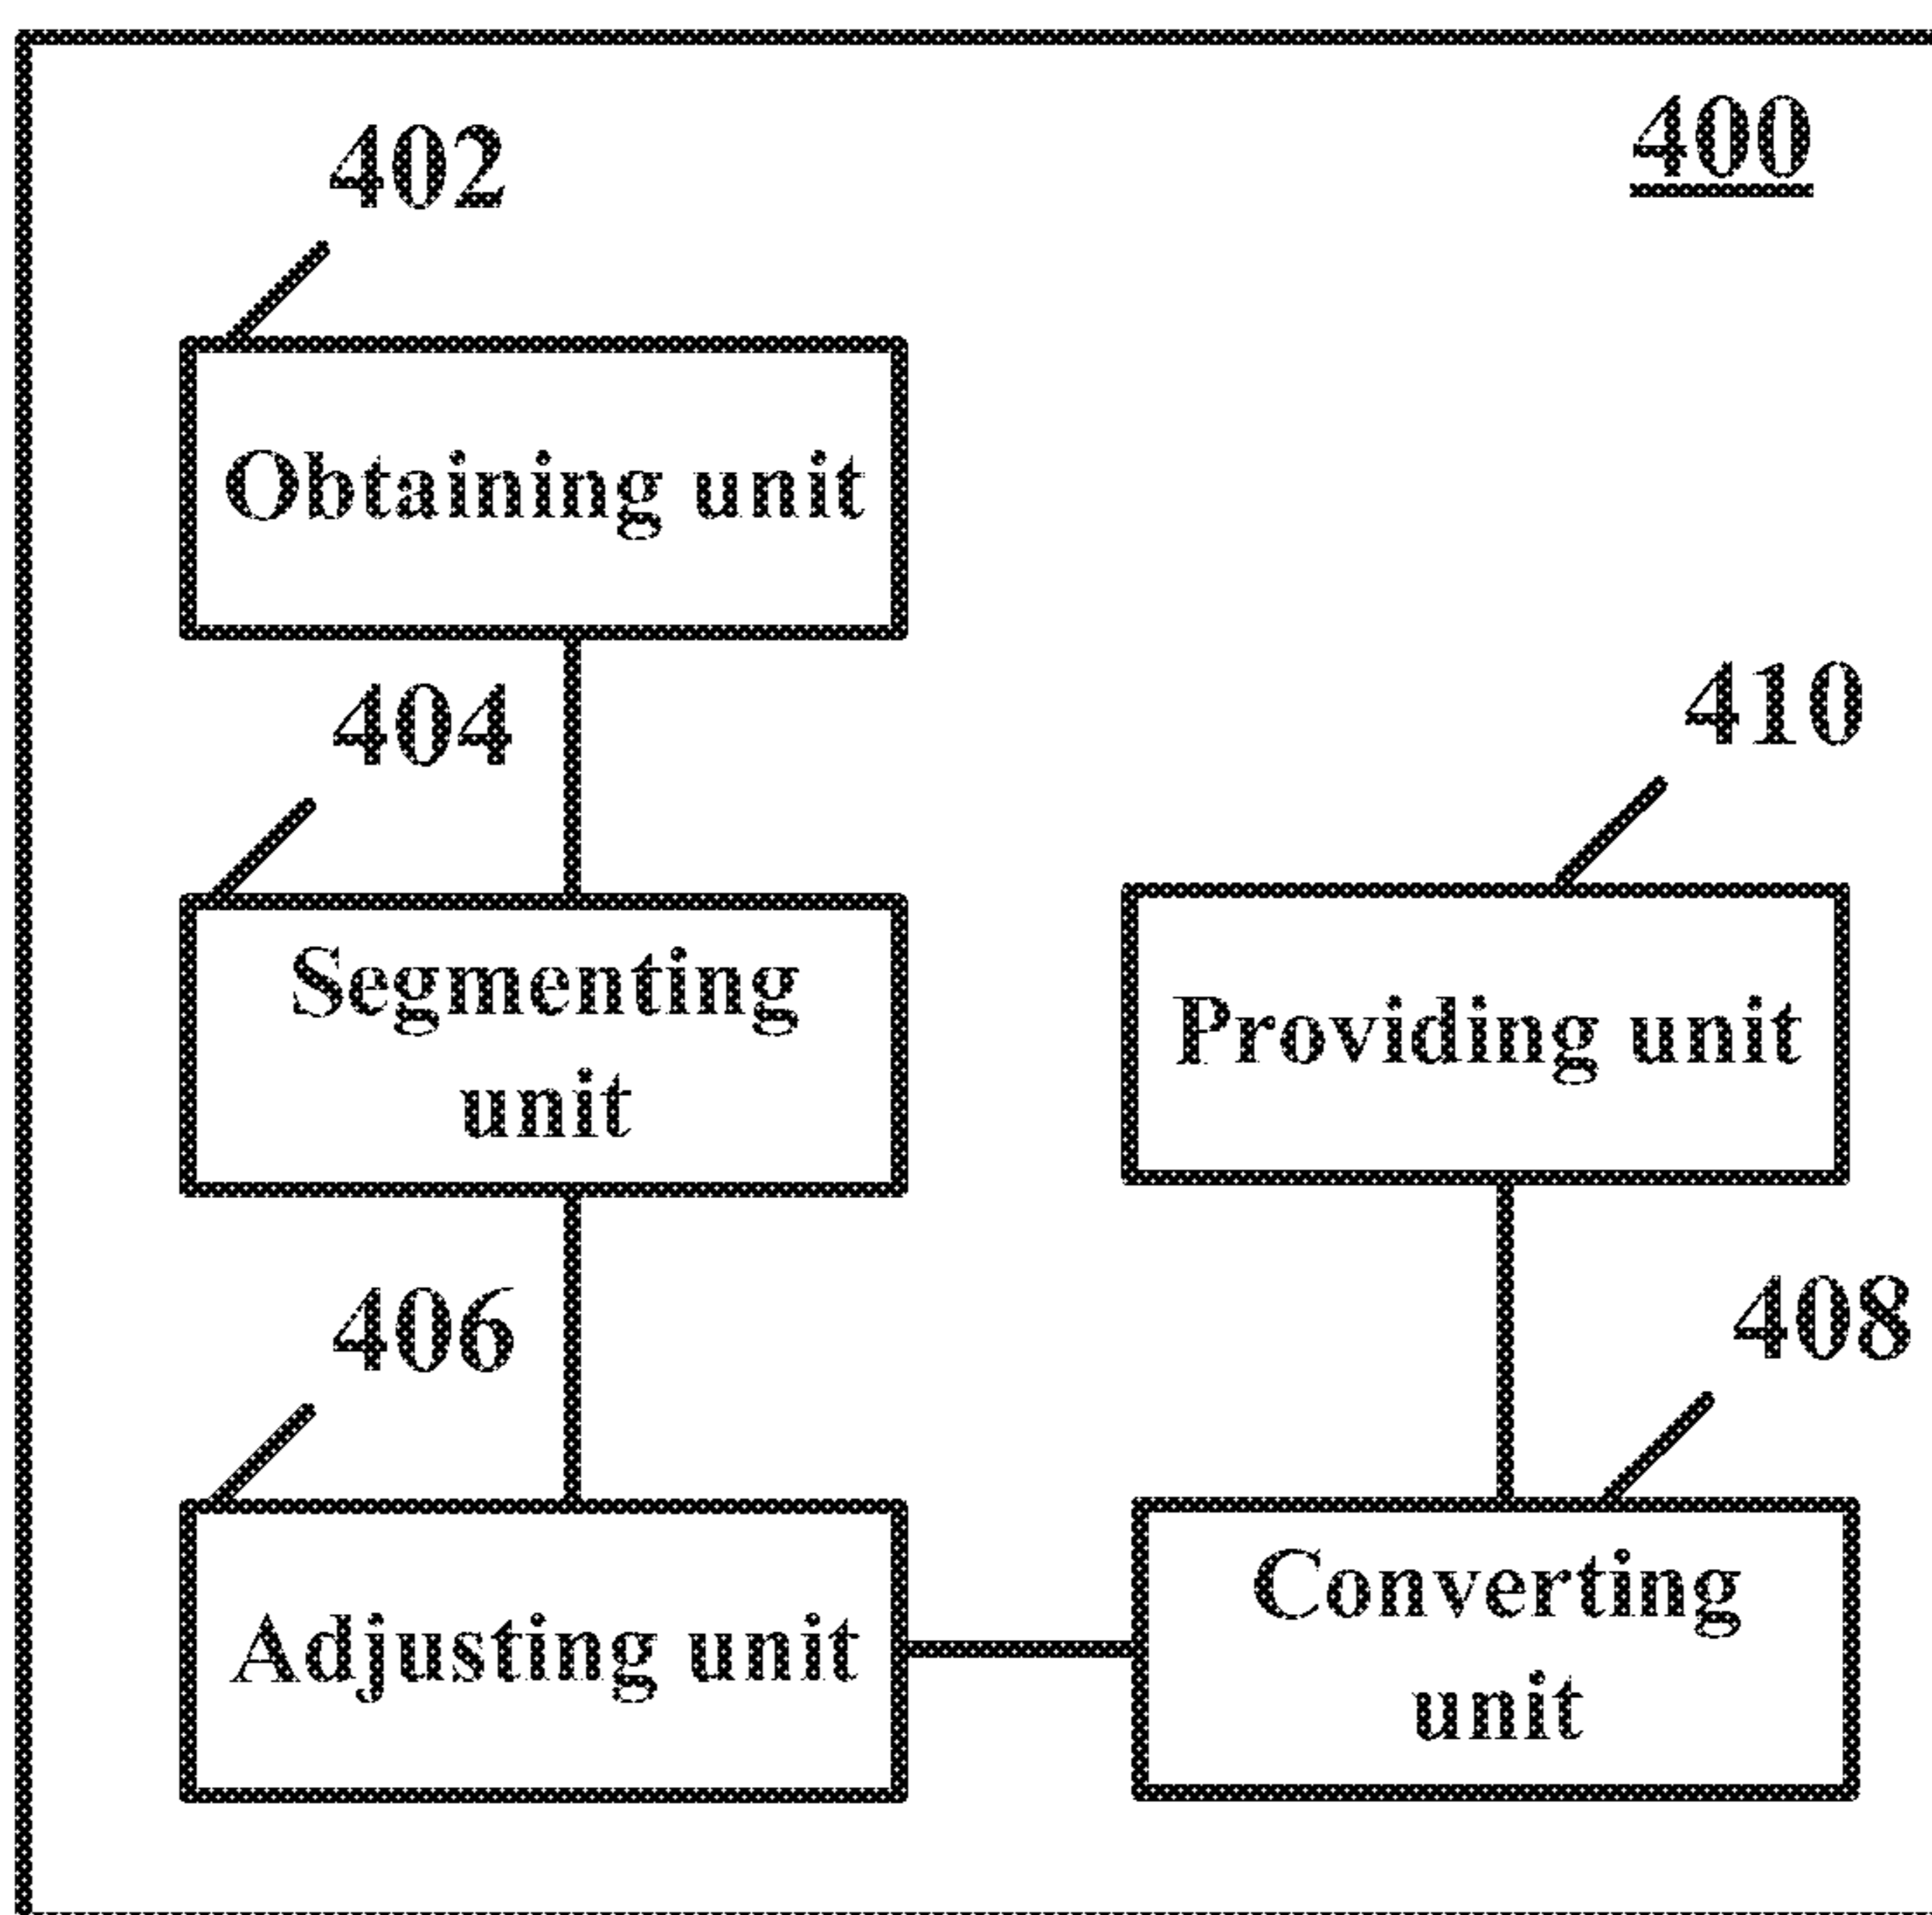 400
402
Obtaining unit
404
Segmenting
unit
406
Adjusting unit
410
Providing unit
408
Converting
unit